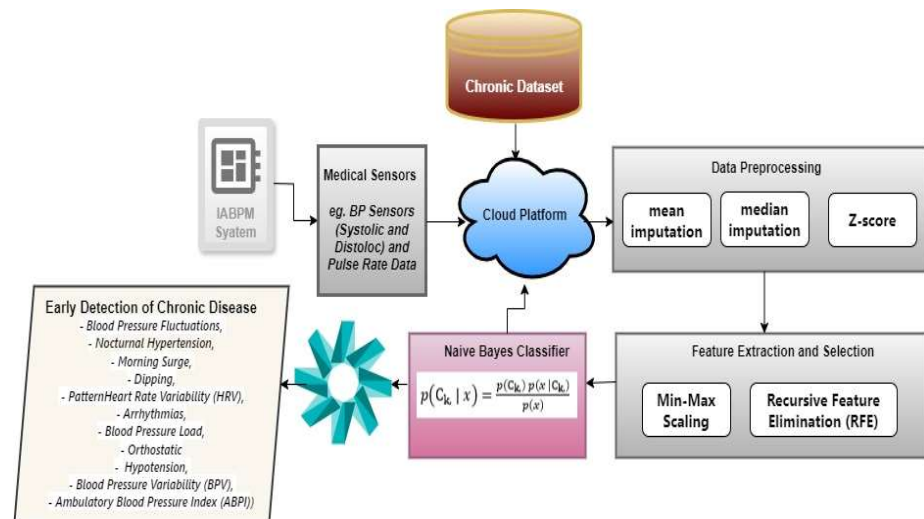 Chronic Dataset
IABPM
Syatem
Medical Sensors
eg. BP Sensors
(Systolic and
Distoloc) and
Pulse Rate Data
Cloud Platform
Data Preprocessing
mean
imputation
median
imputation
Z-score
Feature Extraction and Selection
Min-Max
Scaling
Recursive Feature
Elimination (RFE)
Naive Bayes Classifier
p(Cₖ | x) = p(Cₖ) p(x | Cₖ) / p(x)
Early Detection of Chronic Disease
- Blood Pressure Fluctuations,
- Nocturnal Hypertension,
- Morning Surge,
- Dipping,
- PatternHeart Rate Variability (HRV),
- Arrhythmias,
- Blood Pressure Load,
- Orthostatic
- Hypotension,
- Blood Pressure Variability (BPV),
- Ambulatory Blood Pressure Index (ABPI))